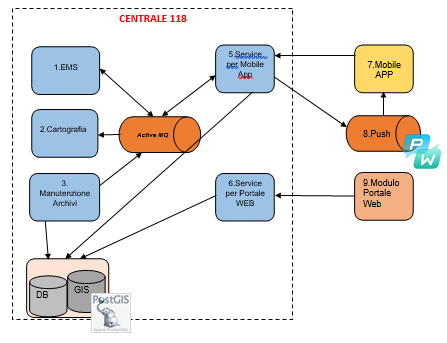 CENTRALE 118
1.EMS
5.Service
per Mobile
App
7.Mobile
APP
2.Cartografia
Active MQ
8.Push
P
W
3.
Manutenzione
Archivi
6.Service
per Portale
WEB
9.Modulo
Portale
Web
DB
GIS
PostGIS